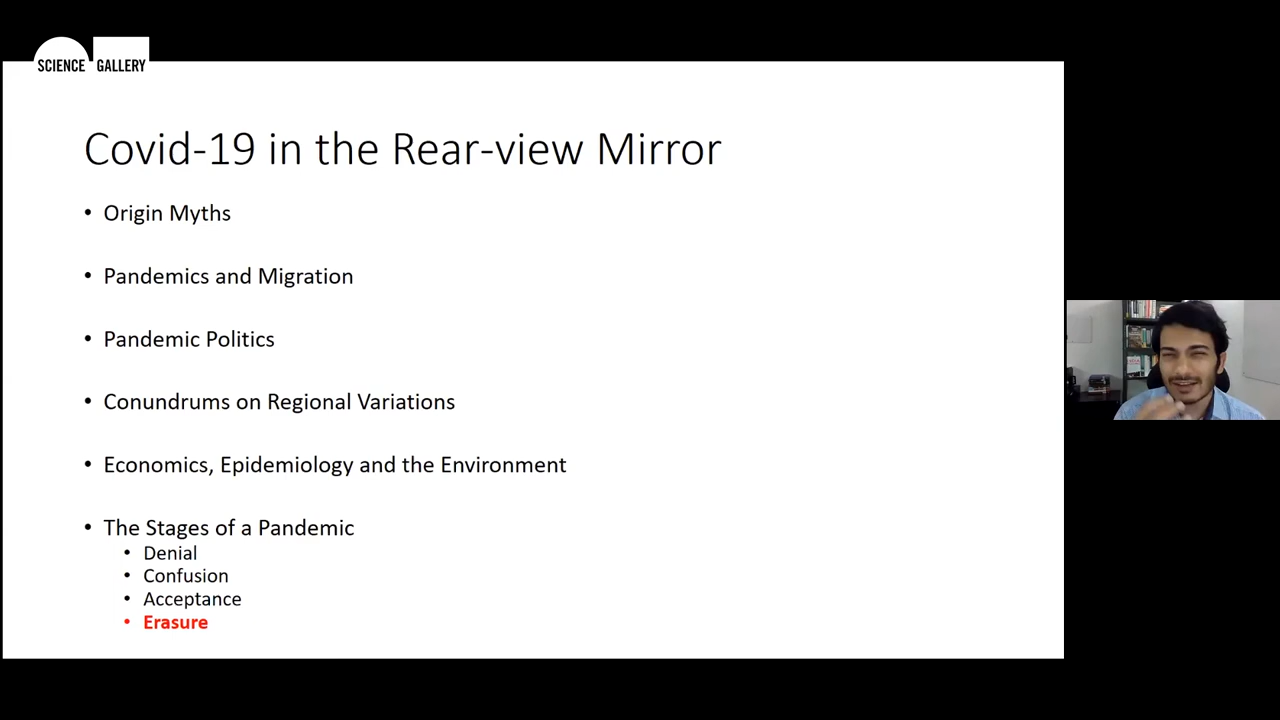 SCIENCE GALLERY
Covid-19 in the Rear-view Mirror
• Origin Myths
• Pandemics and Migration
• Pandemic Politics
• Conundrums on Regional Variations
• Economics, Epidemiology and the Environment
• The Stages of a Pandemic
• Denial
• Confusion
• Acceptance
• Erasure